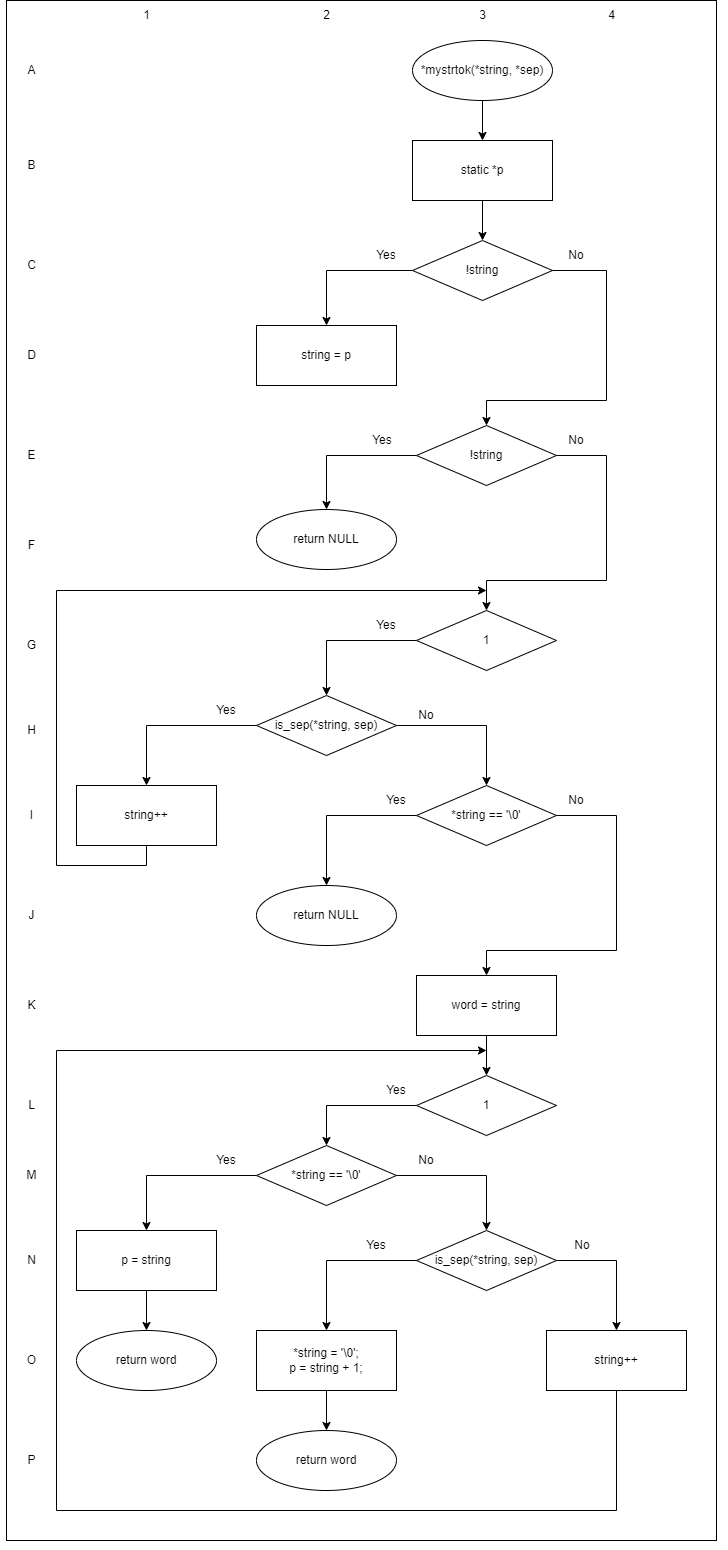 1 2 3 4
A
*mystrtok(*string, *sep)
B
static *p
C
Yes
!string
No
D
string = p
E
Yes
!string
No
F
return NULL
G
Yes
1
H
Yes
is_sep(*string, sep)
No
I
string++
Yes
*string == '\0'
No
J
return NULL
K
word = string
L
Yes
1
M
Yes
*string == '\0'
No
N
p = string
Yes
is_sep(*string, sep)
No
O
return word
*string = '\0';
p = string + 1;
string++
P
return word